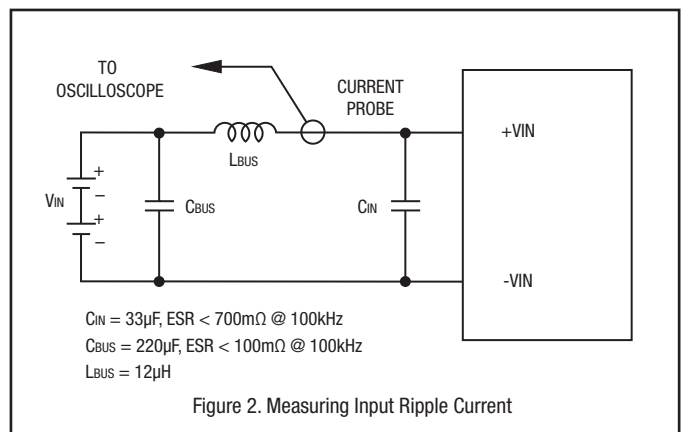 TO
OSCILLOSCOPE
CURRENT
PROBE
+VIN
LBUS
+
VIN
–
+
–
CBUS
CIN
-VIN
CIN = 33µF, ESR < 700mΩ @ 100kHz
CBUS = 220µF, ESR < 100mΩ @ 100kHz
LBUS = 12µH
Figure 2. Measuring Input Ripple Current